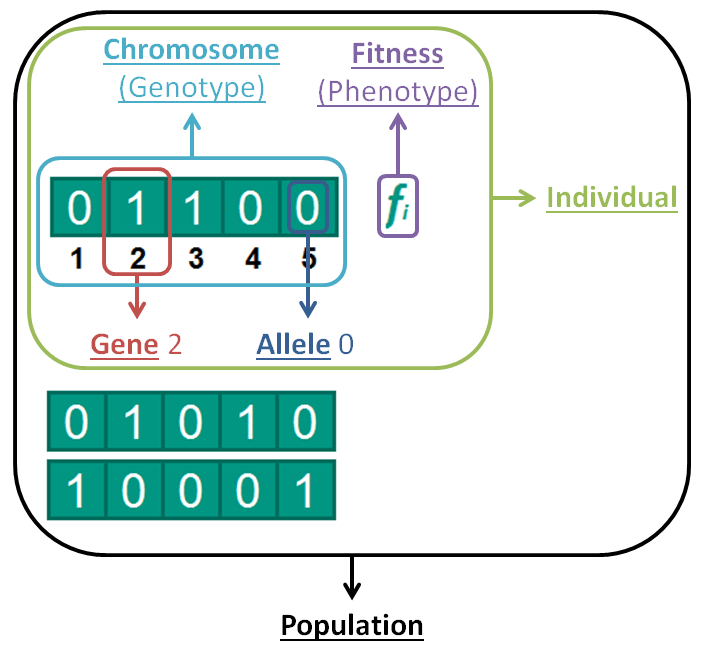 Chromosome
(Genotype)
Fitness
(Phenotype)
0 1 1 0 0
fi
1 2 3 4 5
Individual
Gene 2
Allele 0
0 1 0 1 0
1 0 0 0 1
Population